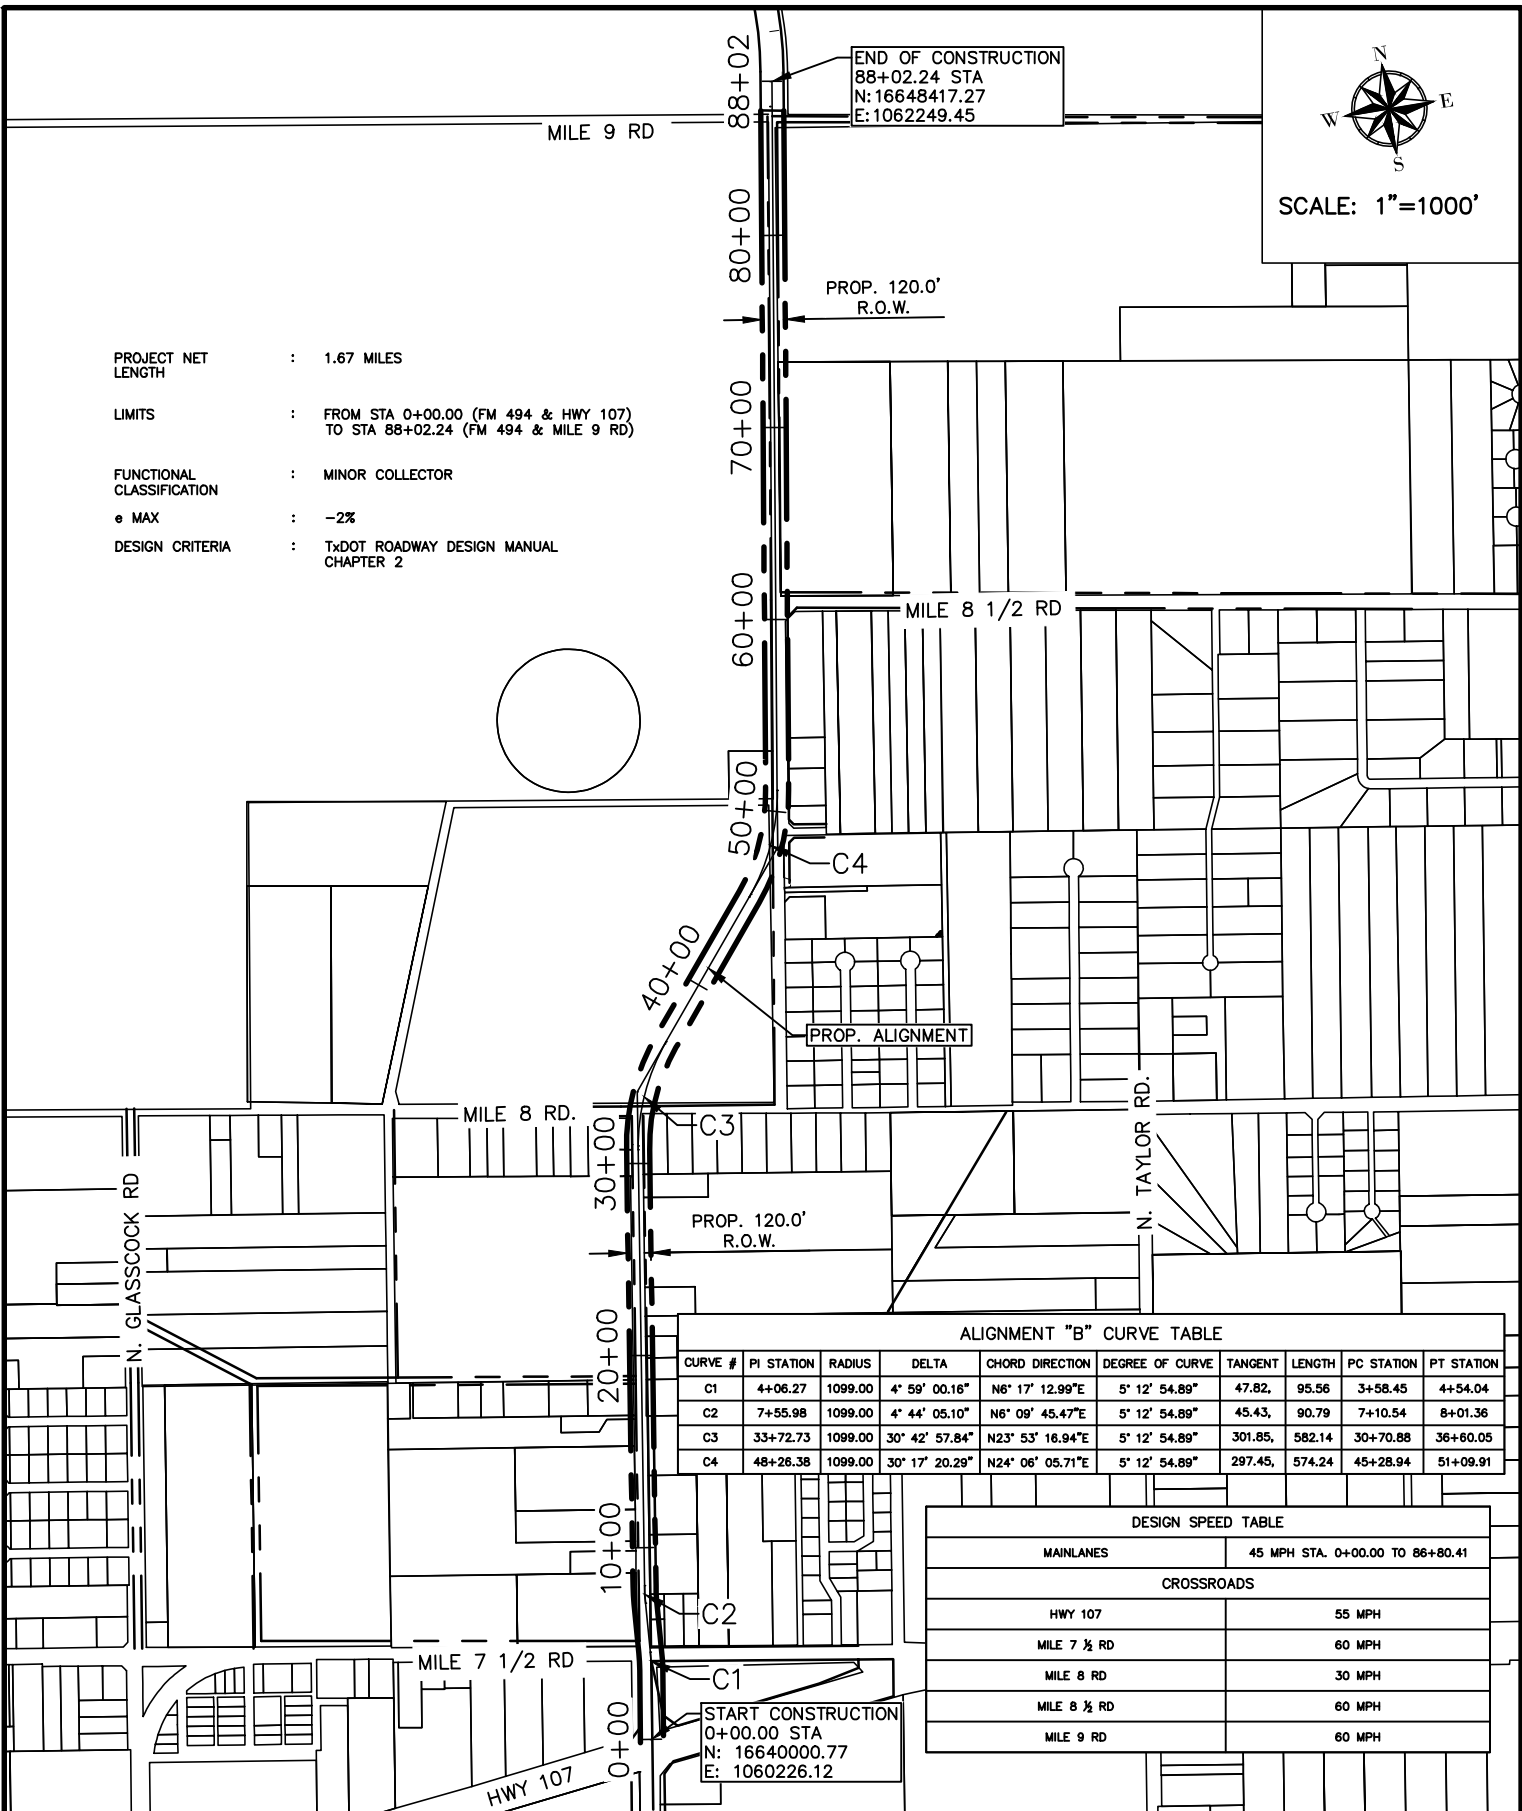 88+02
END OF CONSTRUCTION
88+02.24 STA
N:16648417.27
E:1062249.45
N
E
W
S
SCALE: 1"=1000'
MILE 9 RD
80+00
PROP. 120.0'
R.O.W.
PROJECT NET LENGTH : 1.67 MILES
LIMITS : FROM STA 0+00.00 (FM 494 & HWY 107)
TO STA 88+02.24 (FM 494 & MILE 9 RD)
FUNCTIONAL CLASSIFICATION : MINOR COLLECTOR
e MAX : -2%
DESIGN CRITERIA : TxDOT ROADWAY DESIGN MANUAL
CHAPTER 2
70+00
60+00
MILE 8 1/2 RD
50+00
C4
40+00
PROP. ALIGNMENT
MILE 8 RD.
C3
30+00
N. TAYLOR RD.
N. GLASSCOCK RD
PROP. 120.0'
R.O.W.
20+00
ALIGNMENT "B" CURVE TABLE
CURVE # PI STATION RADIUS DELTA CHORD DIRECTION DEGREE OF CURVE TANGENT LENGTH PC STATION PT STATION
C1 4+06.27 1099.00 4° 59' 00.16" N6° 17' 12.99"E 5° 12' 54.89" 47.82, 95.56 3+58.45 4+54.04
C2 7+55.98 1099.00 4° 44' 05.10" N6° 09' 45.47"E 5° 12' 54.89" 45.43, 90.79 7+10.54 8+01.36
C3 33+72.73 1099.00 30° 42' 57.84" N23° 53' 16.94"E 5° 12' 54.89" 301.85, 582.14 30+70.88 36+60.05
C4 48+26.38 1099.00 30° 17' 20.29" N24° 06' 05.71"E 5° 12' 54.89" 297.45, 574.24 45+28.94 51+09.91
10+00
DESIGN SPEED TABLE
MAINLANES 45 MPH STA. 0+00.00 TO 86+80.41
CROSSROADS
HWY 107 55 MPH
MILE 7 ½ RD 60 MPH
MILE 8 RD 30 MPH
MILE 8 ½ RD 60 MPH
MILE 9 RD 60 MPH
C2
MILE 7 1/2 RD
C1
0+00
START CONSTRUCTION
0+00.00 STA
N: 16640000.77
E: 1060226.12
HWY 107